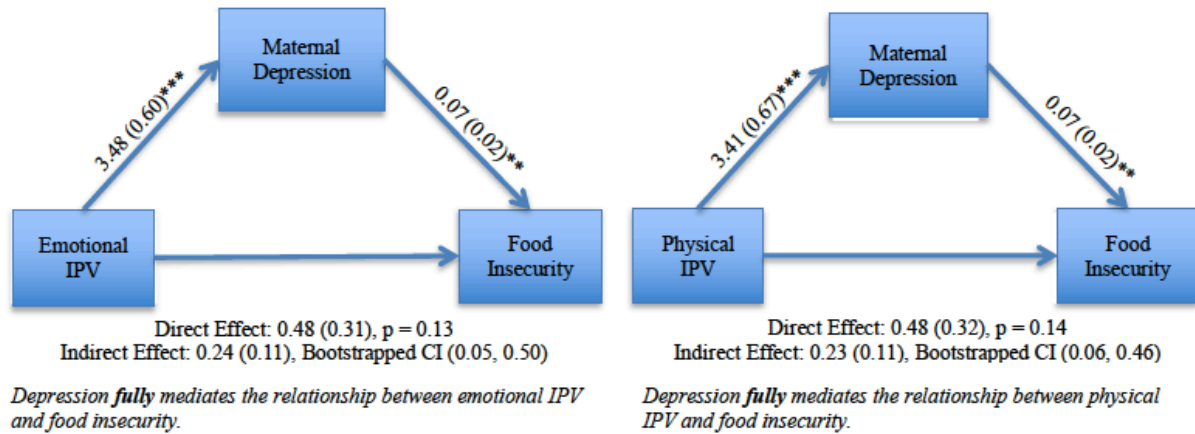 Maternal
Depression
3.48 (0.60)***
0.07 (0.02)**
Emotional
IPV
Food
Insecurity
Direct Effect: 0.48 (0.31), p = 0.13
Indirect Effect: 0.24 (0.11), Bootstrapped CI (0.05, 0.50)
Depression fully mediates the relationship between emotional IPV
and food insecurity.
Maternal
Depression
3.41 (0.67)***
0.07 (0.02)**
Physical
IPV
Food
Insecurity
Direct Effect: 0.48 (0.32), p = 0.14
Indirect Effect: 0.23 (0.11), Bootstrapped CI (0.06, 0.46)
Depression fully mediates the relationship between physical
IPV and food insecurity.